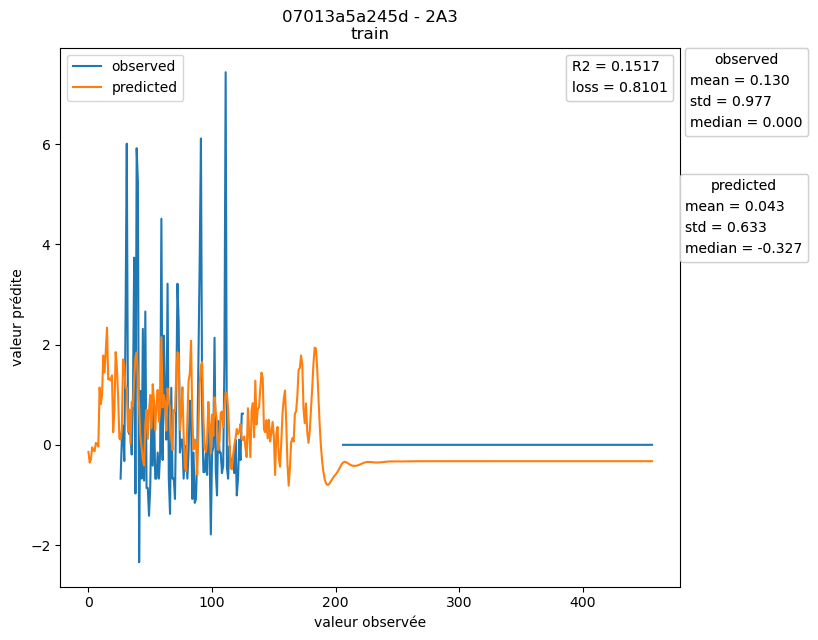 07013a5a245d - 2A3
train
observed
predicted
R2 = 0.1517
loss = 0.8101
observed
mean = 0.130
std = 0.977
median = 0.000
predicted
mean = 0.043
std = 0.633
median = -0.327
valeur prédite
6
4
2
0
−2
0
100
200
300
400
valeur observée